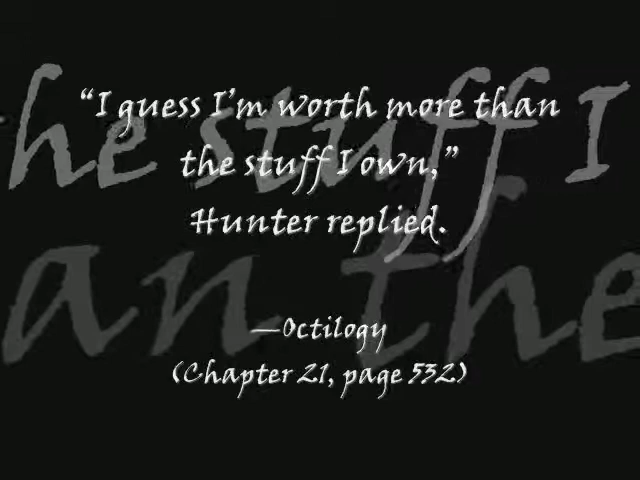 he stuff I
an the
“I guess I’m worth more than
the stuff I own,”
Hunter replied.
—Octilogy
(Chapter 21, page 532)